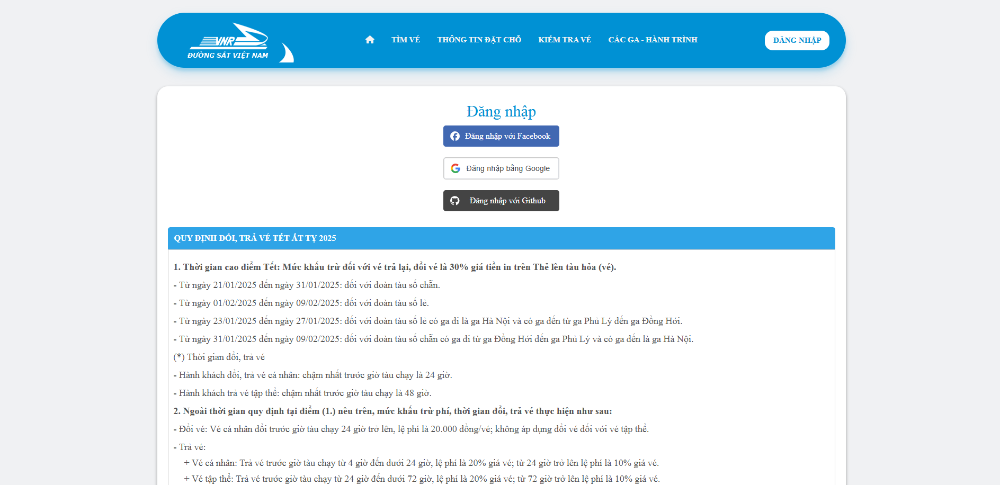 VNR
ĐƯỜNG SẮT VIỆT NAM
TÌM VÉ
THÔNG TIN ĐẶT CHỖ
KIỂM TRA VÉ
CÁC GA - HÀNH TRÌNH
ĐĂNG NHẬP
Đăng nhập
Đăng nhập với Facebook
Đăng nhập bằng Google
Đăng nhập với Github
QUY ĐỊNH ĐỔI, TRẢ VÉ TẾT ẤT TỴ 2025
1. Thời gian cao điểm Tết: Mức khấu trừ đối với vé trả lại, đổi vé là 30% giá tiền in trên Thẻ lên tàu hỏa (vé).
- Từ ngày 21/01/2025 đến ngày 31/01/2025: đối với đoàn tàu số chẵn.
- Từ ngày 01/02/2025 đến ngày 09/02/2025: đối với đoàn tàu số lẻ.
- Từ ngày 23/01/2025 đến ngày 27/01/2025: đối với đoàn tàu số lẻ có ga đi là ga Hà Nội và có ga đến từ ga Phủ Lý đến ga Đồng Hới.
- Từ ngày 31/01/2025 đến ngày 09/02/2025: đối với đoàn tàu số chẵn có ga đi từ ga Đồng Hới đến ga Phủ Lý và có ga đến là ga Hà Nội.
(*) Thời gian đổi, trả vé
- Hành khách đổi, trả vé cá nhân: chậm nhất trước giờ tàu chạy là 24 giờ.
- Hành khách trả vé tập thể: chậm nhất trước giờ tàu chạy là 48 giờ.
2. Ngoài thời gian quy định tại điểm (1.) nêu trên, mức khấu trừ phí, thời gian đổi, trả vé thực hiện như sau:
- Đổi vé: Vé cá nhân đổi trước giờ tàu chạy 24 giờ trở lên, lệ phí là 20.000 đồng/vé; không áp dụng đổi vé đối với vé tập thể.
- Trả vé:
+ Vé cá nhân: Trả vé trước giờ tàu chạy từ 4 giờ đến dưới 24 giờ, lệ phí là 20% giá vé; từ 24 giờ trở lên lệ phí là 10% giá vé.
+ Vé tập thể: Trả vé trước giờ tàu chạy từ 24 giờ đến dưới 72 giờ, lệ phí là 20% giá vé; từ 72 giờ trở lên lệ phí là 10% giá vé.